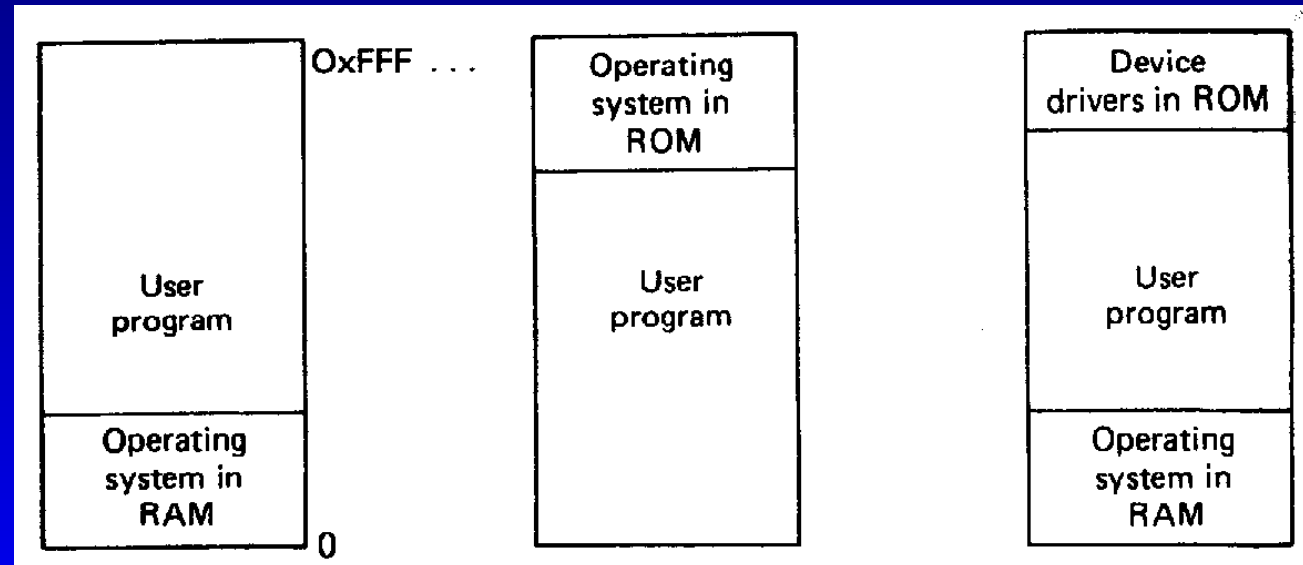 User
program
Operating
system in
RAM
0xFFF ...
0
Operating
system in
ROM
User
program
Device
drivers in ROM
User
program
Operating
system in
RAM